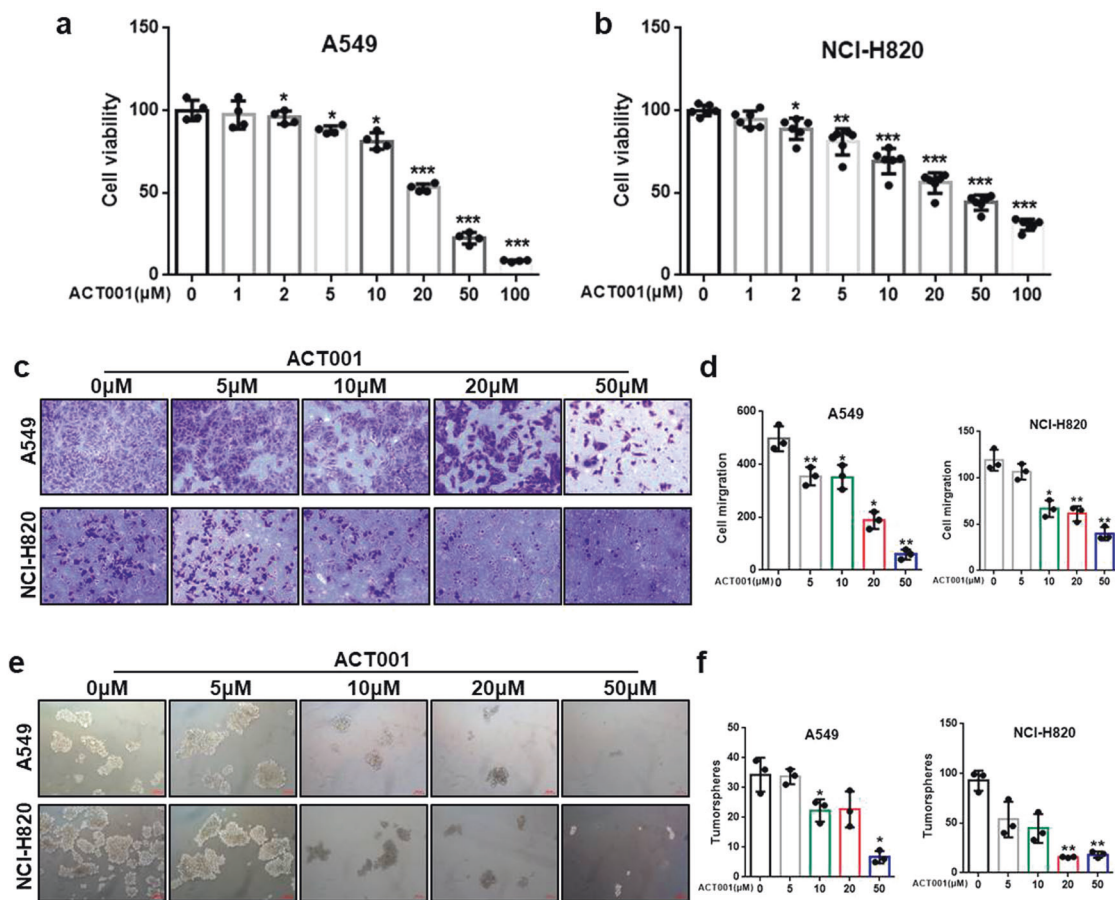 a
A549
150
100
50
0
Cell viability
*
*
*
***
***
***
ACT001(μM)
0 1 2 5 10 20 50 100
b
NCI-H820
150
100
50
0
Cell viability
*
**
***
***
***
***
ACT001(μM)
0 1 2 5 10 20 50 100
c
ACT001
0μM 5μM 10μM 20μM 50μM
A549
NCI-H820
d
A549
600
400
200
0
Cell mirgration
**
*
*
**
ACT001(μM)
0 5 10 20 50
NCI-H820
150
100
50
0
Cell mirgration
*
**
**
ACT001(μM)
0 5 10 20 50
e
ACT001
0μM 5μM 10μM 20μM 50μM
A549
NCI-H820
f
A549
50
40
30
20
10
0
Tumorspheres
*
*
ACT001(μM)
0 5 10 20 50
NCI-H820
150
100
50
0
Tumorspheres
**
**
ACT001(μM)
0 5 10 20 50